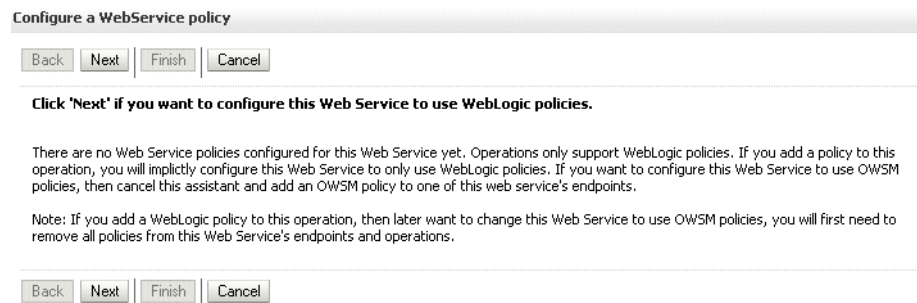 Configure a WebService policy
Back Next Finish Cancel
Click 'Next' if you want to configure this Web Service to use WebLogic policies.
There are no Web Service policies configured for this Web Service yet. Operations only support WebLogic policies. If you add a policy to this
operation, you will implictly configure this Web Service to only use WebLogic policies. If you want to configure this Web Service to use OWSM
policies, then cancel this assistant and add an OWSM policy to one of this web service's endpoints.
Note: If you add a WebLogic policy to this operation, then later want to change this Web Service to use OWSM policies, you will first need to
remove all policies from this Web Service's endpoints and operations.
Back Next Finish Cancel